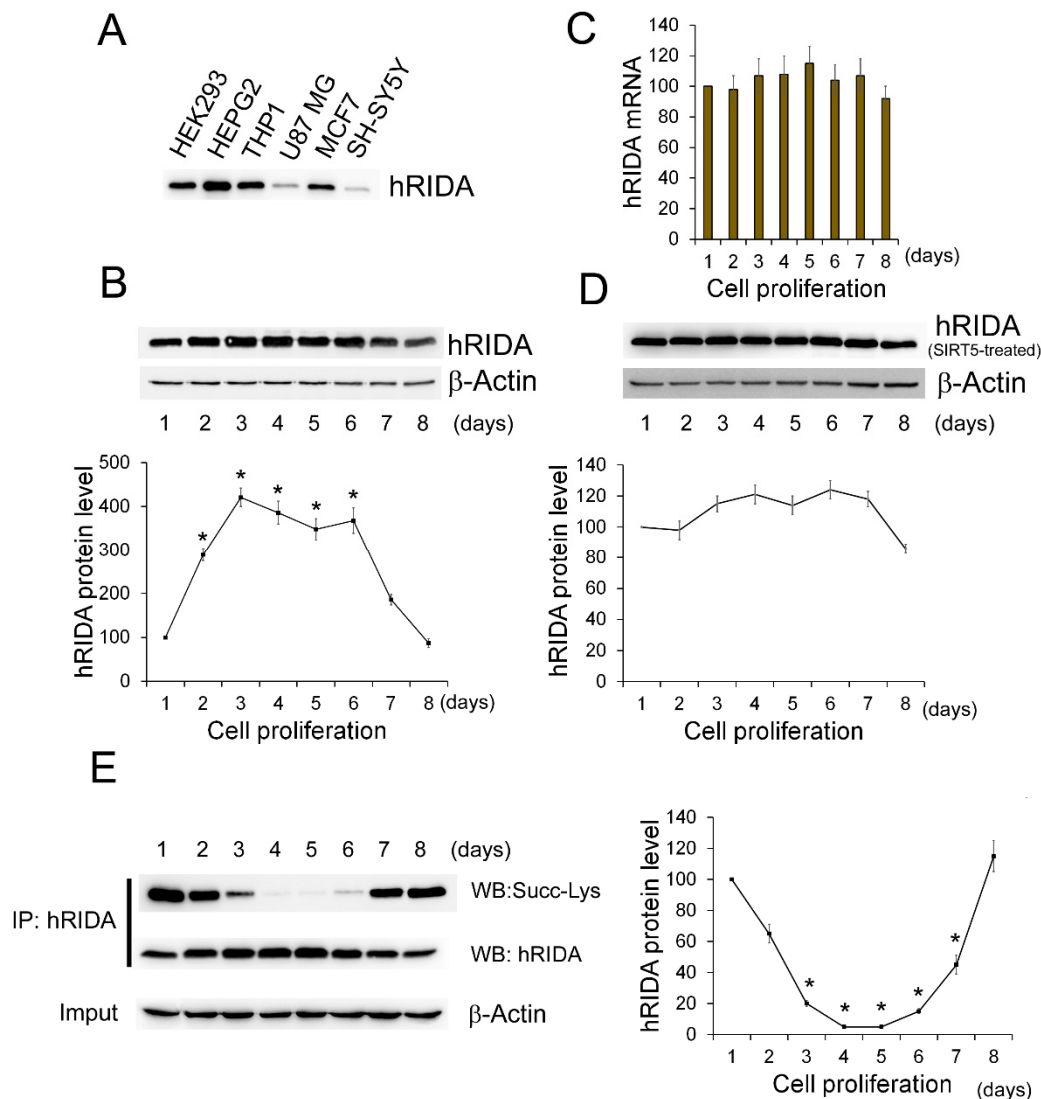 A
HEK293
HEPG2
THP1
U87 MG
MCF7
SH-SY5Y
hRIDA
B
hRIDA
β-Actin
1 2 3 4 5 6 7 8 (days)
hRIDA protein level
500
400
300
200
100
0
* * * * *
1 2 3 4 5 6 7 8 (days)
Cell proliferation
C
hRIDA mRNA
140
120
100
80
60
40
20
0
1 2 3 4 5 6 7 8 (days)
Cell proliferation
D
hRIDA
(SIRT5-treated)
β-Actin
1 2 3 4 5 6 7 8 (days)
hRIDA protein level
140
120
100
80
60
40
20
0
1 2 3 4 5 6 7 8 (days)
Cell proliferation
E
1 2 3 4 5 6 7 8 (days)
WB:Succ-Lys
IP: hRIDA
WB: hRIDA
Imput
β-Actin
hRIDA protein level
140
120
100
80
60
40
20
0
* * * * *
1 2 3 4 5 6 7 8
Cell proliferation (days)